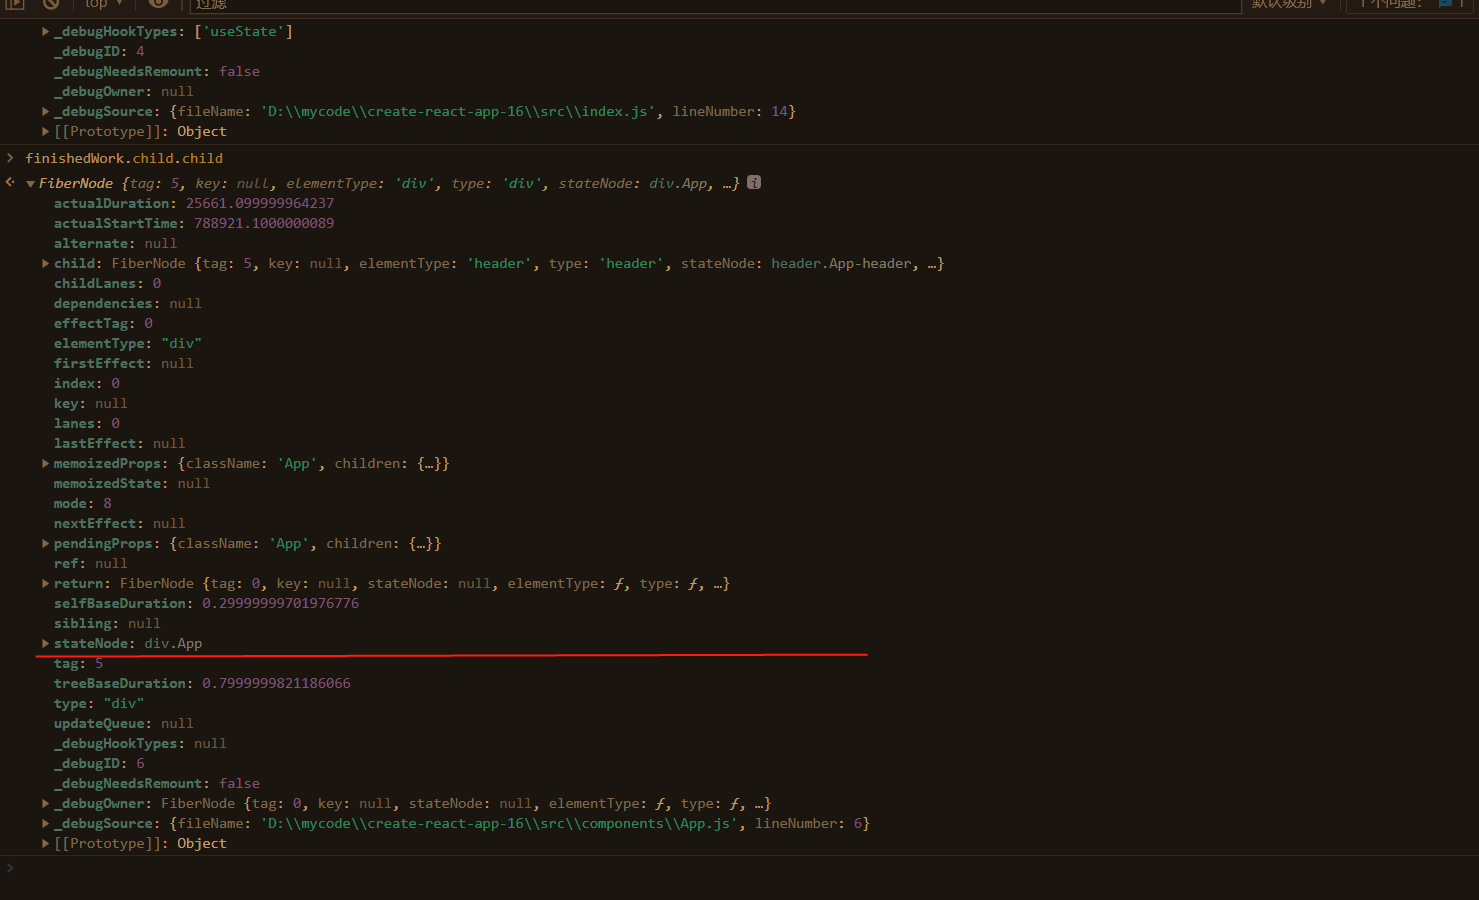 top 过滤 默认级别 1 个问题: 1
_debugHookTypes: ['useState']
_debugID: 4
_debugNeedsRemount: false
_debugOwner: null
_debugSource: {fileName: 'D:\\mycode\\create-react-app-16\\src\\index.js', lineNumber: 14}
[[Prototype]]: Object
finishedWork.child.child
FiberNode {tag: 5, key: null, elementType: 'div', type: 'div', stateNode: div.App, …} i
actualDuration: 25661.099999964237
actualStartTime: 788921.1000000089
alternate: null
child: FiberNode {tag: 5, key: null, elementType: 'header', type: 'header', stateNode: header.App-header, …}
childLanes: 0
dependencies: null
effectTag: 0
elementType: "div"
firstEffect: null
index: 0
key: null
lanes: 0
lastEffect: null
memoizedProps: {className: 'App', children: {…}}
memoizedState: null
mode: 8
nextEffect: null
pendingProps: {className: 'App', children: {…}}
ref: null
return: FiberNode {tag: 0, key: null, stateNode: null, elementType: ƒ, type: ƒ, …}
selfBaseDuration: 0.29999999701976776
sibling: null
stateNode: div.App
tag: 5
treeBaseDuration: 0.7999999821186066
type: "div"
updateQueue: null
_debugHookTypes: null
_debugID: 6
_debugNeedsRemount: false
_debugOwner: FiberNode {tag: 0, key: null, stateNode: null, elementType: ƒ, type: ƒ, …}
_debugSource: {fileName: 'D:\\mycode\\create-react-app-16\\src\\components\\App.js', lineNumber: 6}
[[Prototype]]: Object